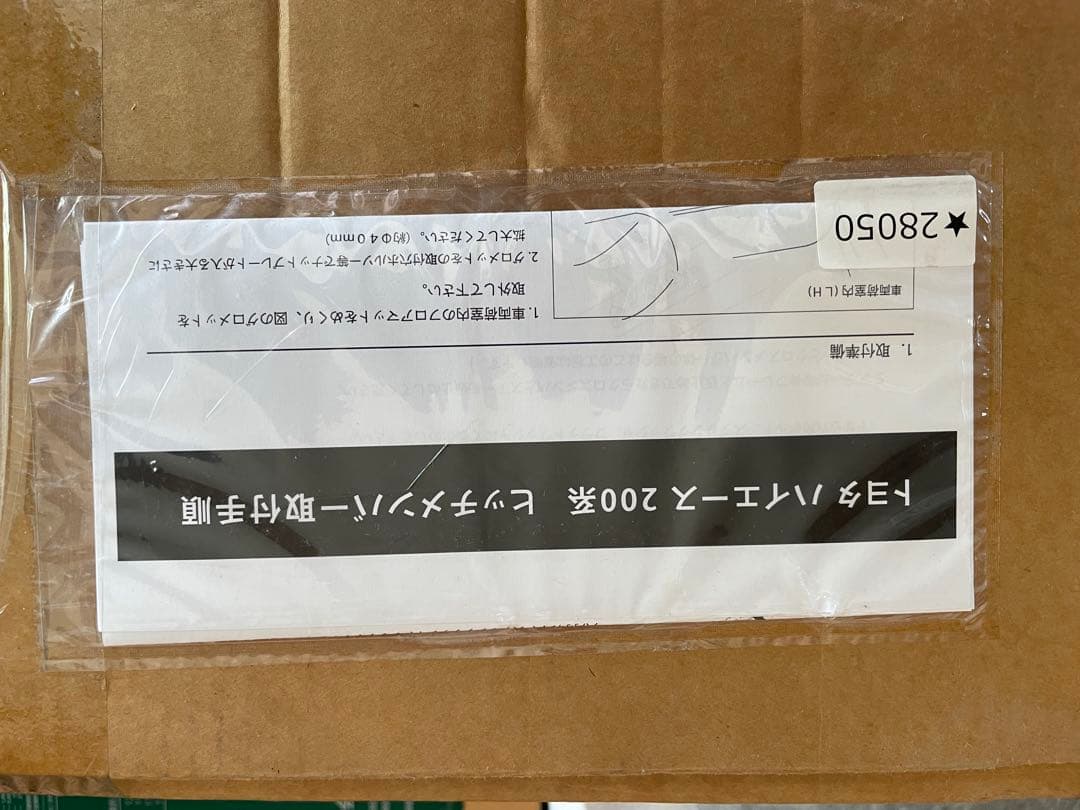 ★28050
トヨタ ハイエース 200系　ヒッチメンバー取付手順
1. 取付準備
車両荷室内(LH)
1. 車両荷室内のフロアマットをめくり、図のグロメットを
取外して下さい。
2. グロメットをの取付穴ホルソー等でナットプレートが入る大きさに
拡大してください。(約Φ40mm)